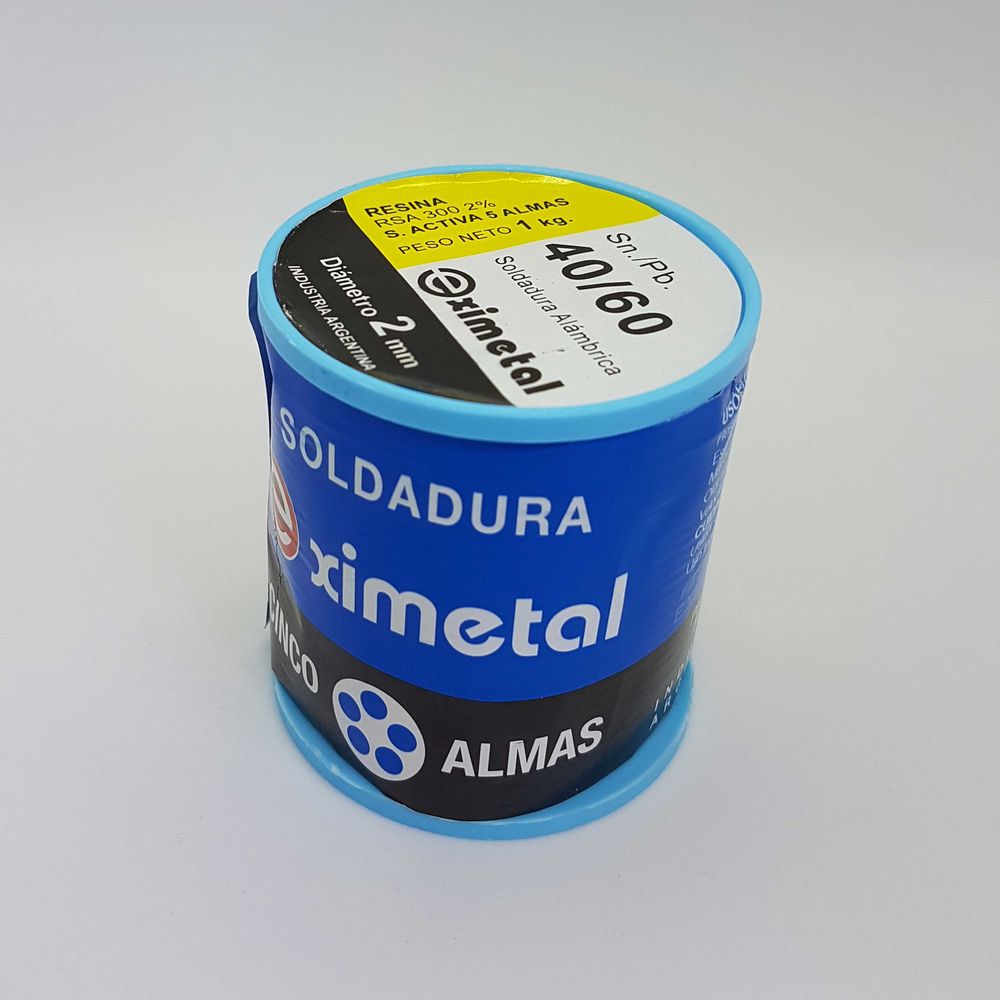 RESINA
RSA 300 2%
S. ACTIVA 5 ALMAS
PESO NETO 1 kg.
Sn./Pb.
40/60
Soldadura Alámbrica
eximetal
Diámetro 2 mm
INDUSTRIA ARGENTINA
SOLDADURA
eximetal
CINCO ALMAS